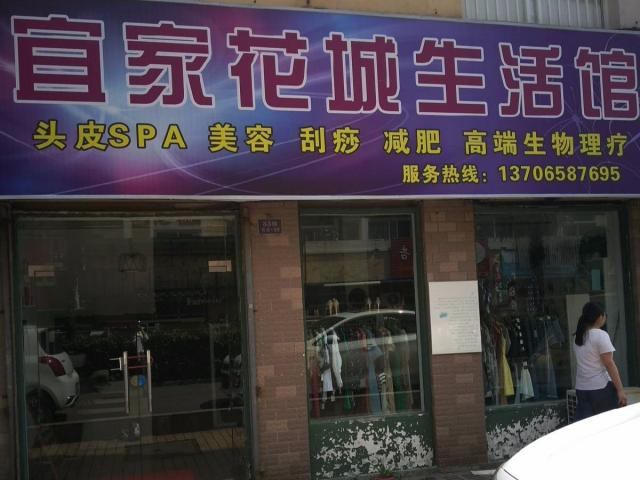 宜家花城生活馆
头皮SPA 美容 刮痧 减肥 高端生物理疗
服务热线：13706587695